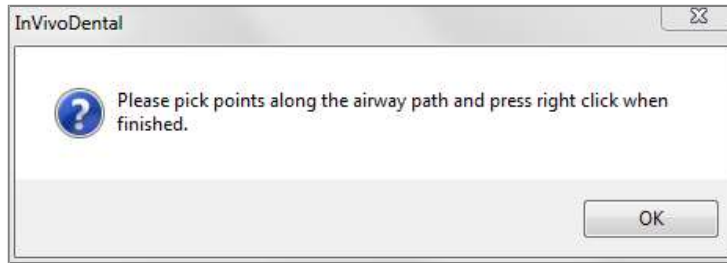 InVivoDental
Please pick points along the airway path and press right click when
finished.
OK